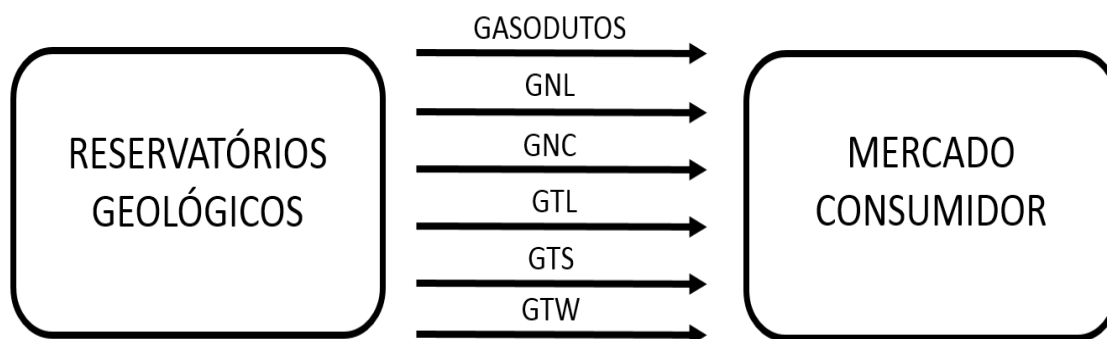 RESERVATÓRIOS
GEOLÓGICOS
GASODUTOS
GNL
GNC
GTL
GTS
GTW
MERCADO
CONSUMIDOR